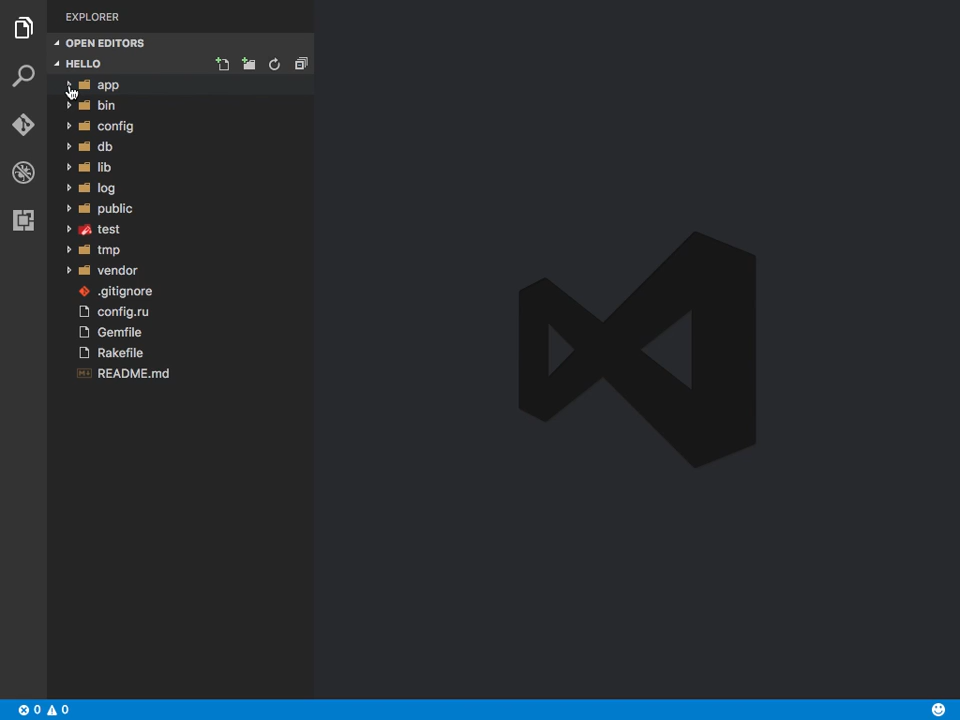 EXPLORER
OPEN EDITORS
HELLO
app
bin
config
db
lib
log
public
test
tmp
vendor
.gitignore
config.ru
Gemfile
Rakefile
README.md
0 0